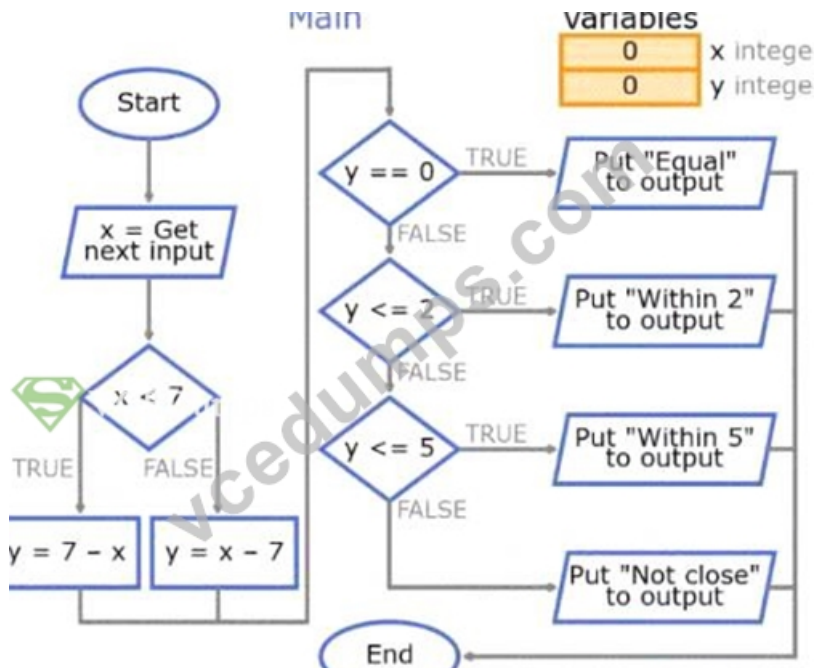 Main
variables
0 x intege
0 y intege
Start
x = Get
next input
x < 7
TRUE FALSE
y = 7 - x
y = x - 7
y == 0
TRUE
Put "Equal"
to output
FALSE
y <= 2
TRUE
Put "Within 2"
to output
FALSE
y <= 5
TRUE
Put "Within 5"
to output
FALSE
Put "Not close"
to output
End
vcedumps.com